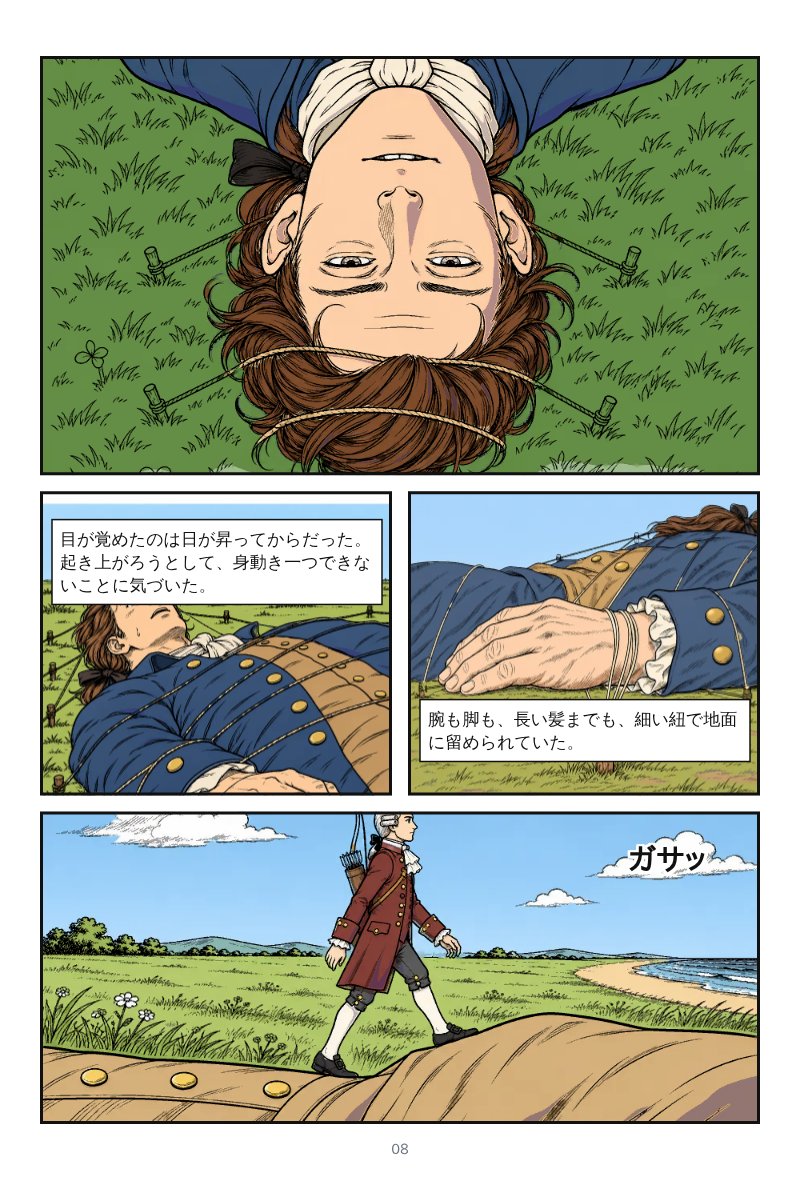 目が覚めたのは日が昇ってからだった。
起き上がろうとして、身動き一つできな
いことに気づいた。
腕も脚も、長い髪までも、細い紐で地面
に留められていた。
ガサッ
08